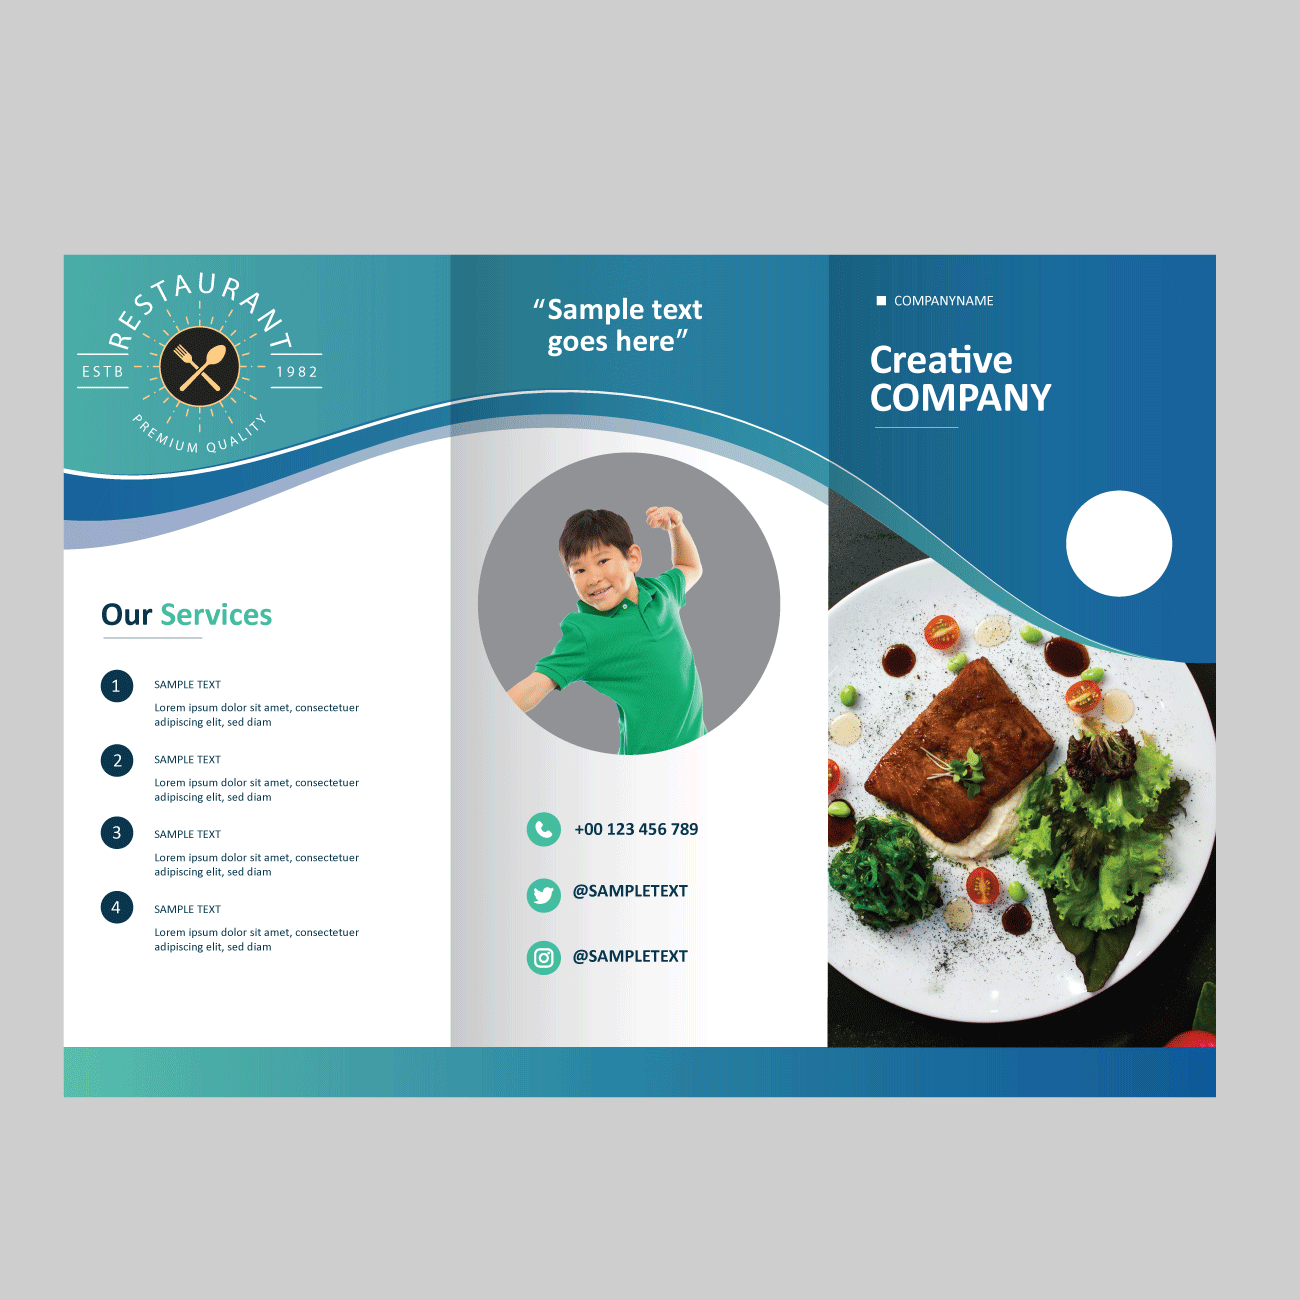 RESTAURANT
ESTB
1982
PREMIUM QUALITY
Our Services
1
SAMPLE TEXT
Lorem ipsum dolor sit amet, consectetuer
adipiscing elit, sed diam
2
SAMPLE TEXT
Lorem ipsum dolor sit amet, consectetuer
adipiscing elit, sed diam
3
SAMPLE TEXT
Lorem ipsum dolor sit amet, consectetuer
adipiscing elit, sed diam
4
SAMPLE TEXT
Lorem ipsum dolor sit amet, consectetuer
adipiscing elit, sed diam
“Sample text
goes here”
+00 123 456 789
@SAMPLETEXT
@SAMPLETEXT
COMPANYNAME
Creative
COMPANY